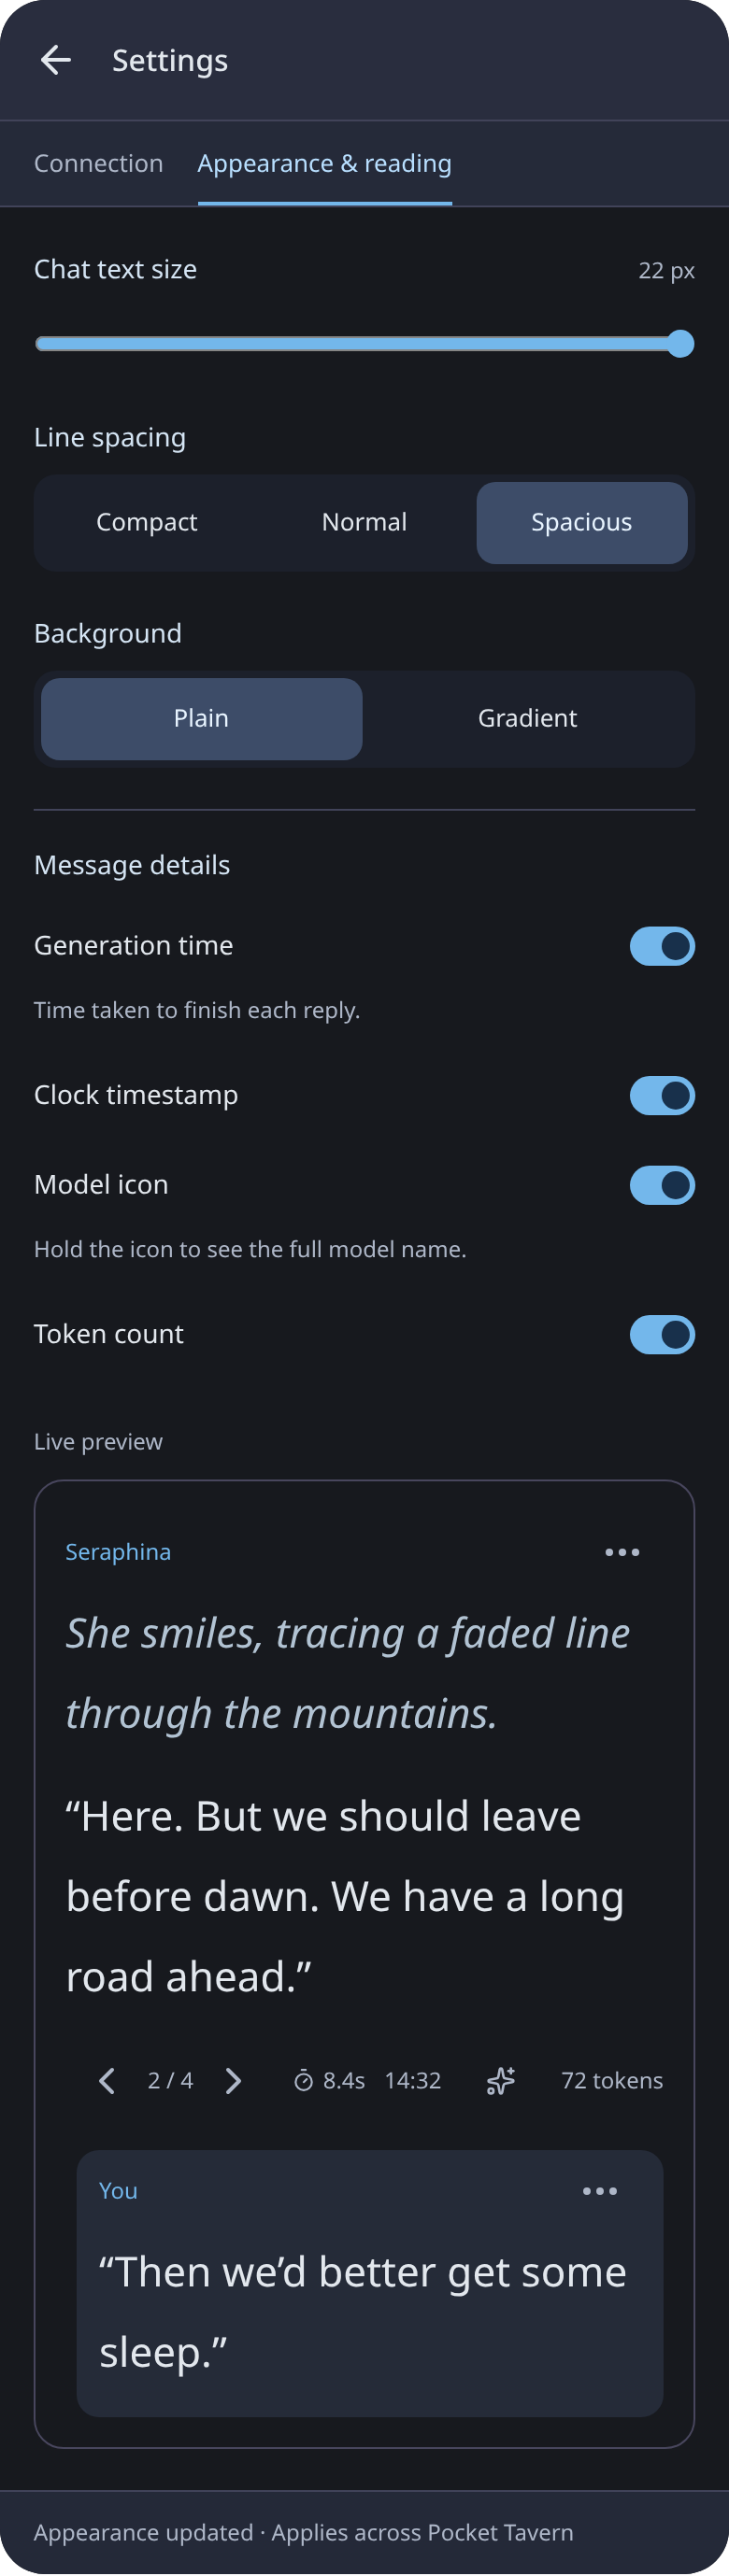 Settings
Connection
Appearance & reading
Chat text size
22 px
Line spacing
Compact
Normal
Spacious
Background
Plain
Gradient
Message details
Generation time
Time taken to finish each reply.
Clock timestamp
Model icon
Hold the icon to see the full model name.
Token count
Live preview
Seraphina
She smiles, tracing a faded line
through the mountains.
“Here. But we should leave
before dawn. We have a long
road ahead.”
2 / 4
8.4s
14:32
72 tokens
You
“Then we’d better get some
sleep.”
Appearance updated · Applies across Pocket Tavern